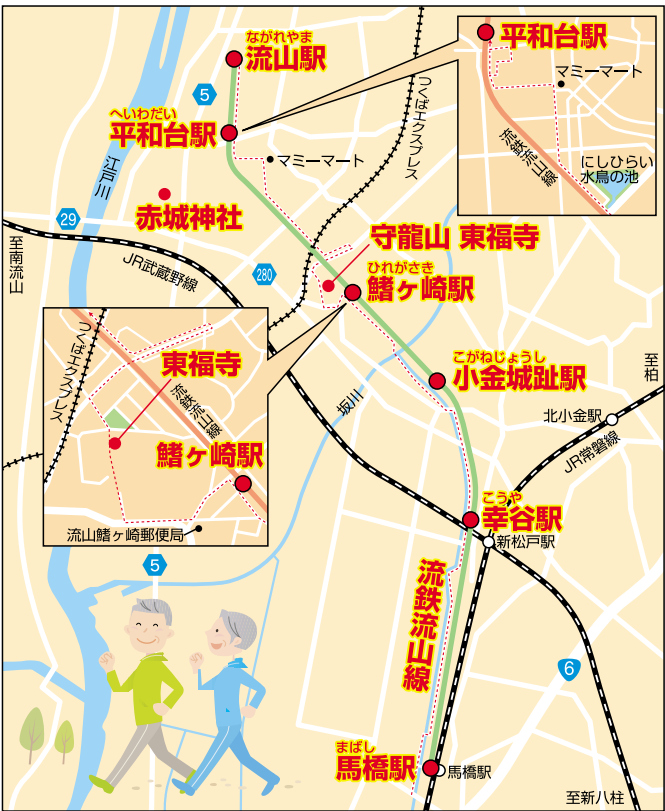 ながれやま
流山駅
5
へいわだい
平和台駅
マミーマート
つくばエクスプレス
江戸川
赤城神社
29
至南流山
JR武蔵野線
280
守龍山 東福寺
ひれがさき
鰭ヶ崎駅
平和台駅
マミーマート
流鉄流山線
にしひらい
水鳥の池
つくばエクスプレス
東福寺
流鉄流山線
鰭ヶ崎駅
流山鰭ヶ崎郵便局
坂川
こがねじょうし
小金城趾駅
至柏
北小金駅
JR常磐線
こうや
幸谷駅
新松戸駅
5
流鉄流山線
6
まばし
馬橋駅
馬橋駅
至新八柱